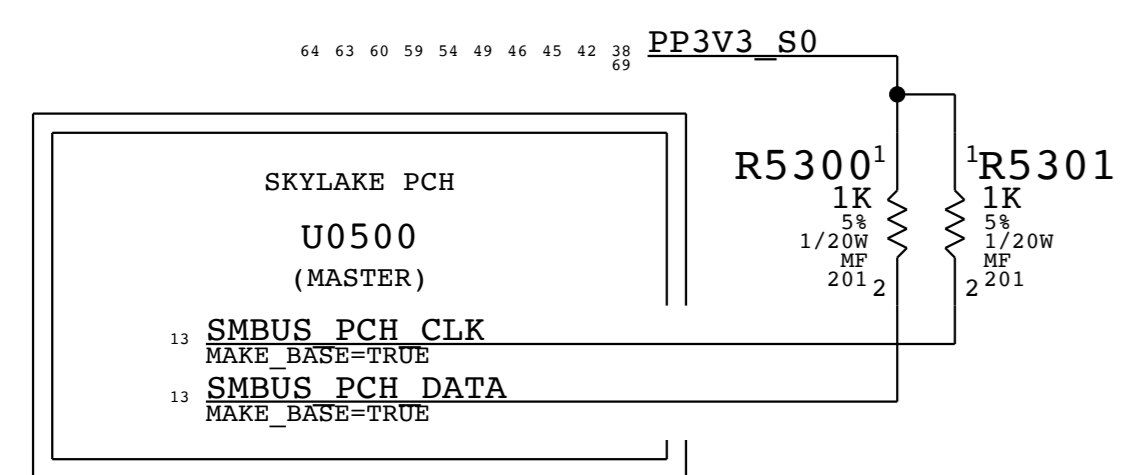 64 63 60 59 54 49 46 45 42 38 PP3V3_S0
69
SKYLAKE PCH
U0500
(MASTER)
R5300 1
1K
5%
1/20W
MF
201 2
1 R5301
1K
5%
1/20W
MF
2 201
13 SMBUS_PCH_CLK
MAKE_BASE=TRUE
13 SMBUS_PCH_DATA
MAKE_BASE=TRUE